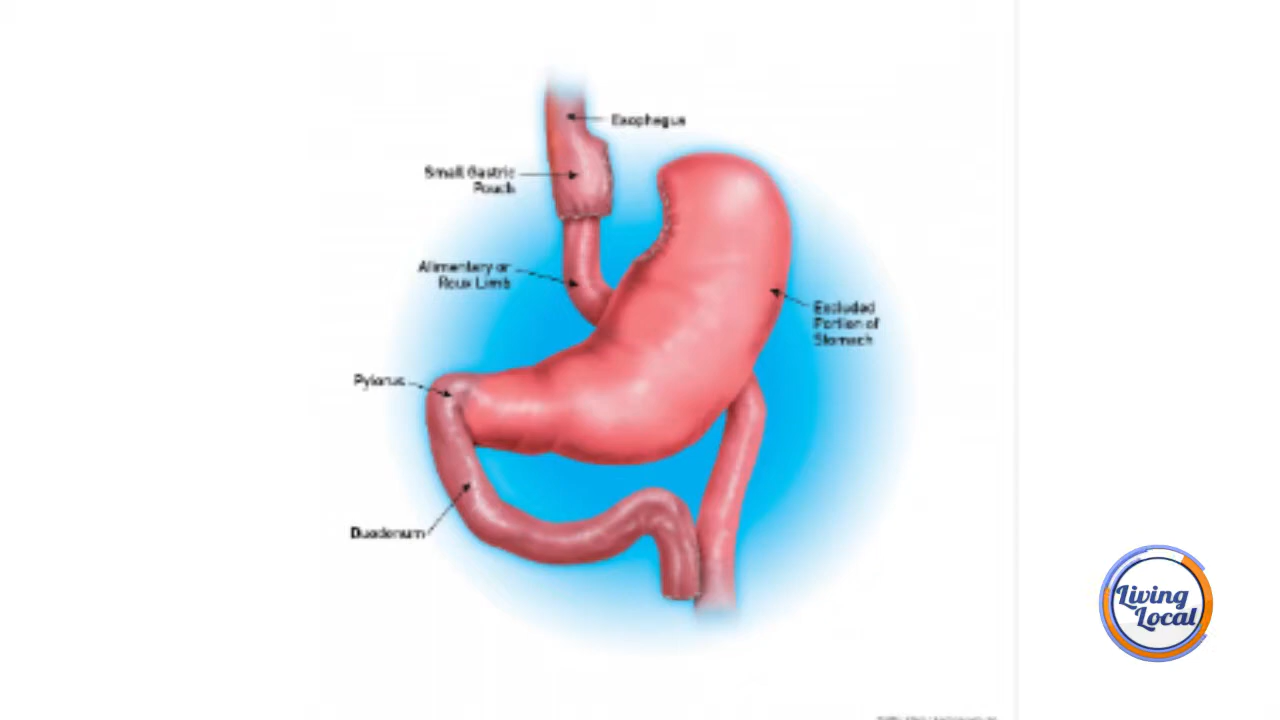 Esophagus
Small Gastric
Pouch
Alimentary or
Roux Limb
Excluded
Portion of
Stomach
Pylorus
Duodenum
Living
Local